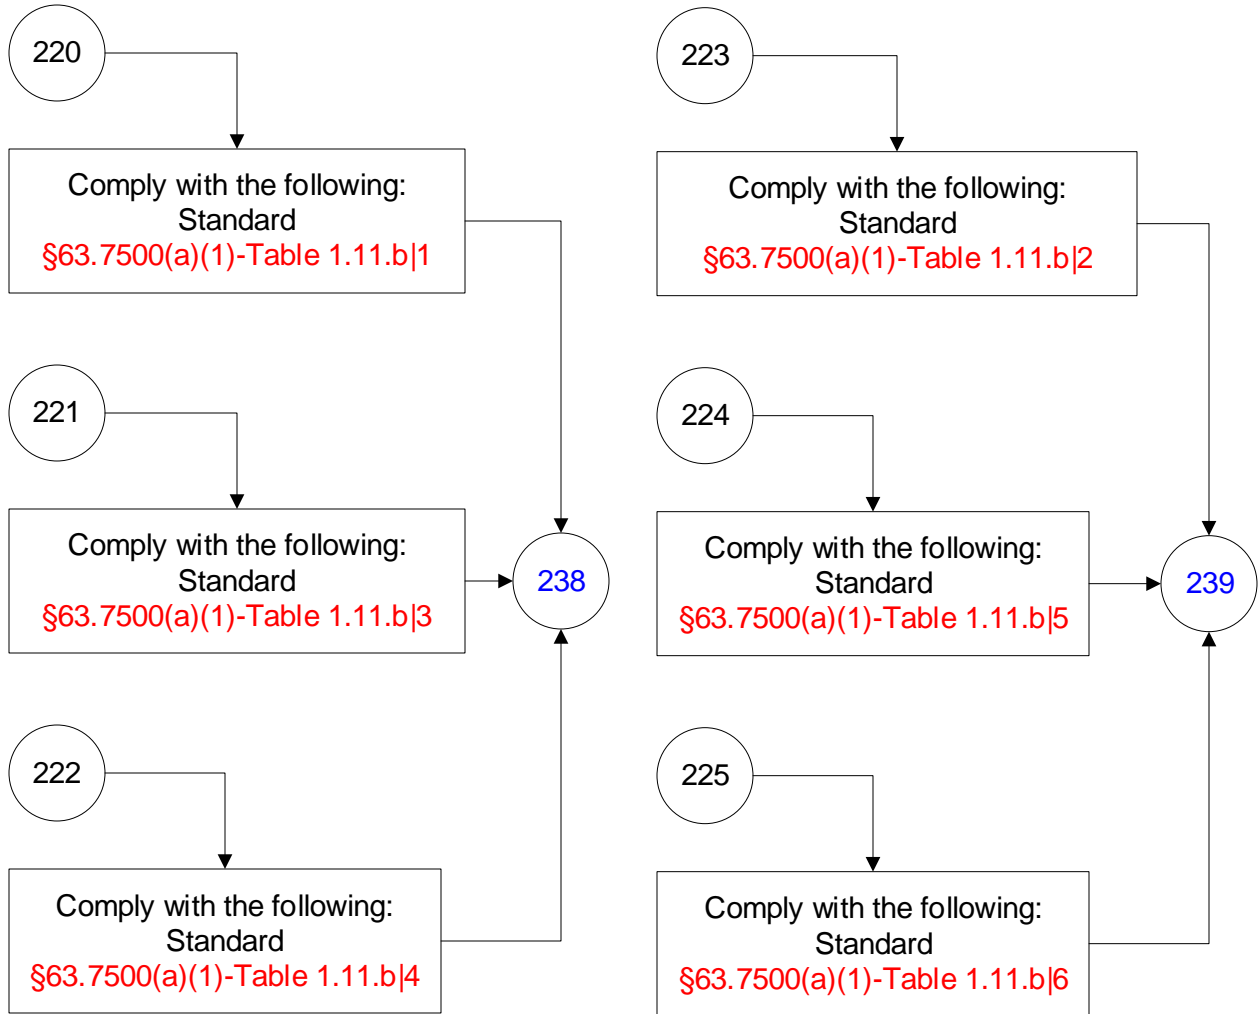 220
Comply with the following:
Standard
§63.7500(a)(1)-Table 1.11.b|1
221
Comply with the following:
Standard
§63.7500(a)(1)-Table 1.11.b|3
238
222
Comply with the following:
Standard
§63.7500(a)(1)-Table 1.11.b|4
223
Comply with the following:
Standard
§63.7500(a)(1)-Table 1.11.b|2
224
Comply with the following:
Standard
§63.7500(a)(1)-Table 1.11.b|5
239
225
Comply with the following:
Standard
§63.7500(a)(1)-Table 1.11.b|6